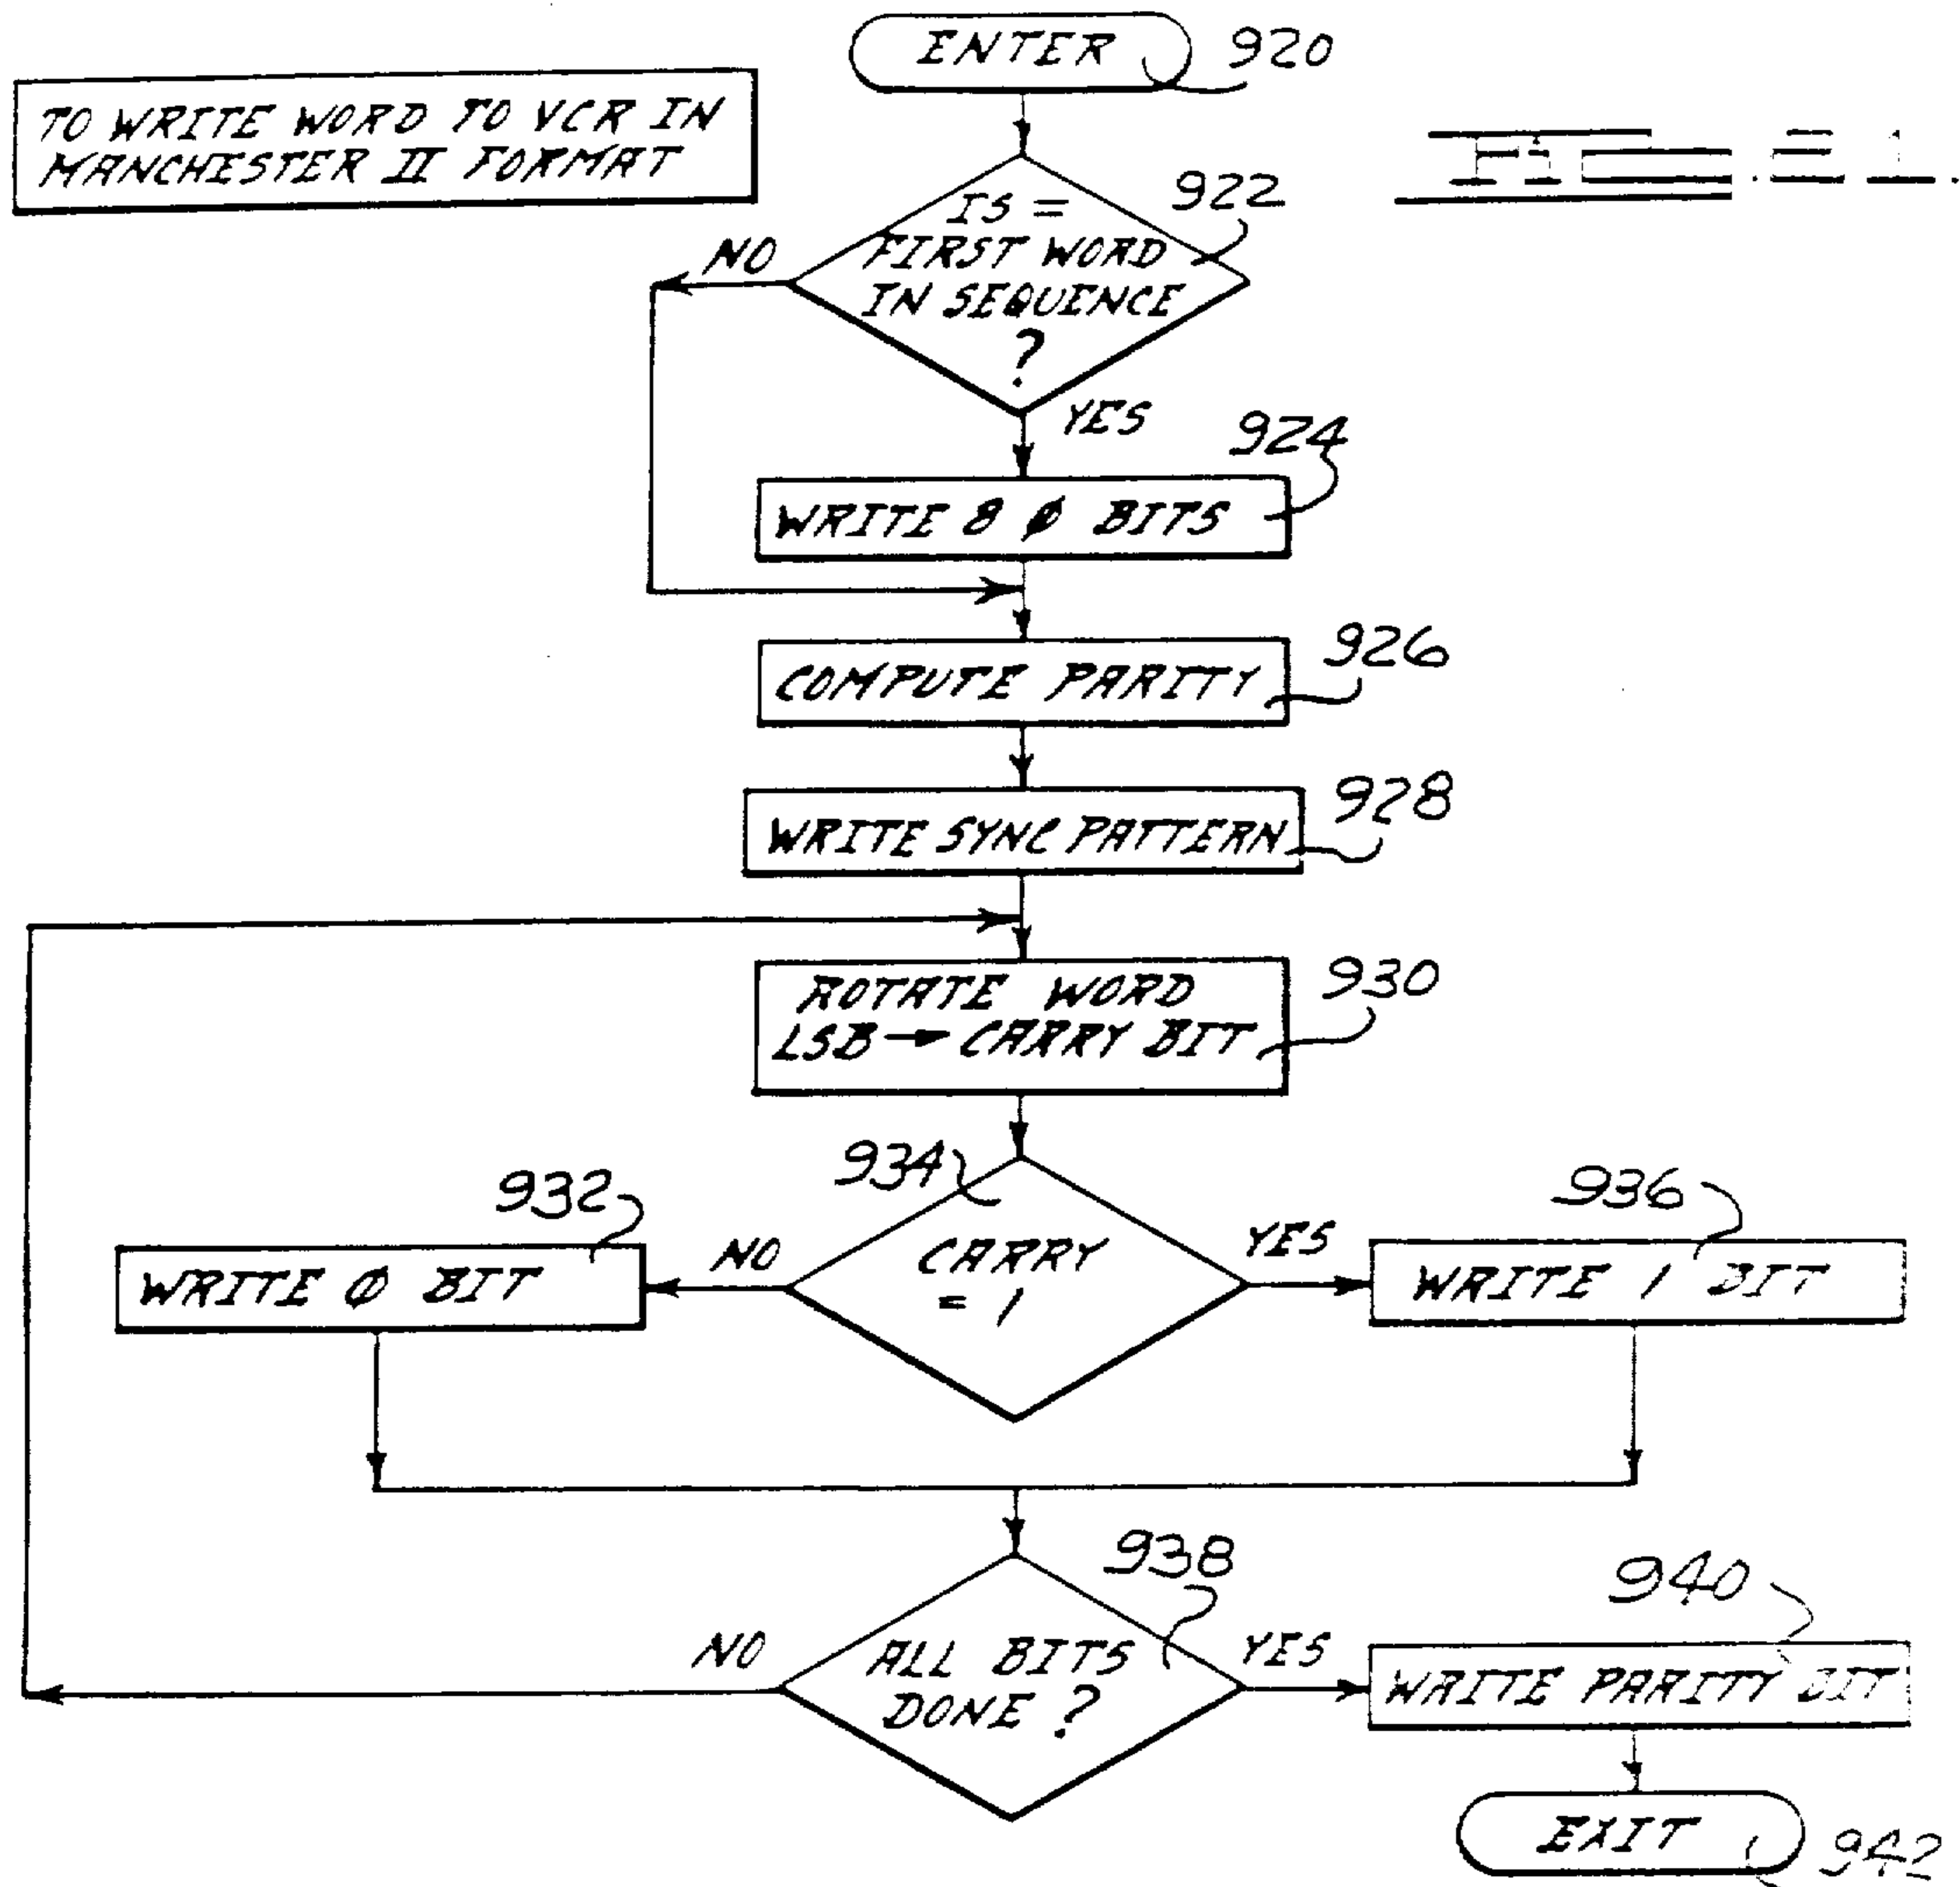 ENTER
920
TO WRITE WORD TO VCR IN
MANCHESTER II FORMAT
922
IS =
FIRST WORD
IN SEQUENCE
?
NO
YES
924
WRITE 8 Ø BITS
926
COMPUTE PARITY
928
WRITE SYNC PATTERN
930
ROTATE WORD
LSB → CARRY BIT
934
932
936
NO
CARRY
= 1
YES
WRITE Ø BIT
WRITE 1 BIT
938
940
NO
ALL BITS
DONE ?
YES
WRITE PARITY BIT
EXIT
942